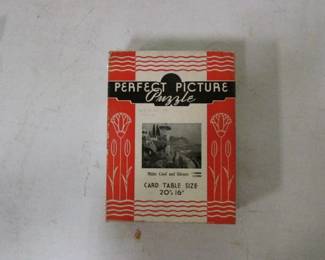 PERFECT PICTURE
Puzzle
CARD TABLE SIZE
20"x16"